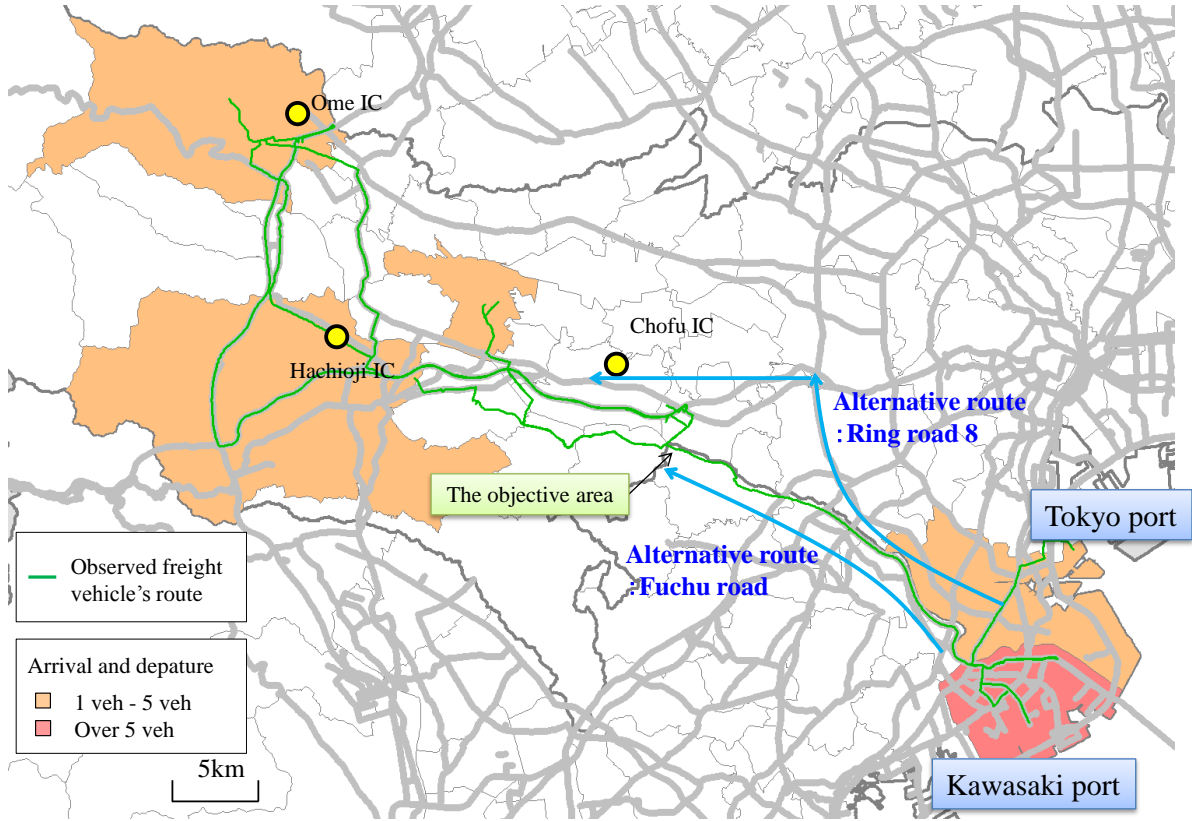 Ome IC
Chofu IC
Hachioji IC
Alternative route
:Ring road 8
The objective area
Tokyo port
Alternative route
:Fuchu road
Observed freight
vehicle's route
Arrival and depature
1 veh - 5 veh
Over 5 veh
5km
Kawasaki port